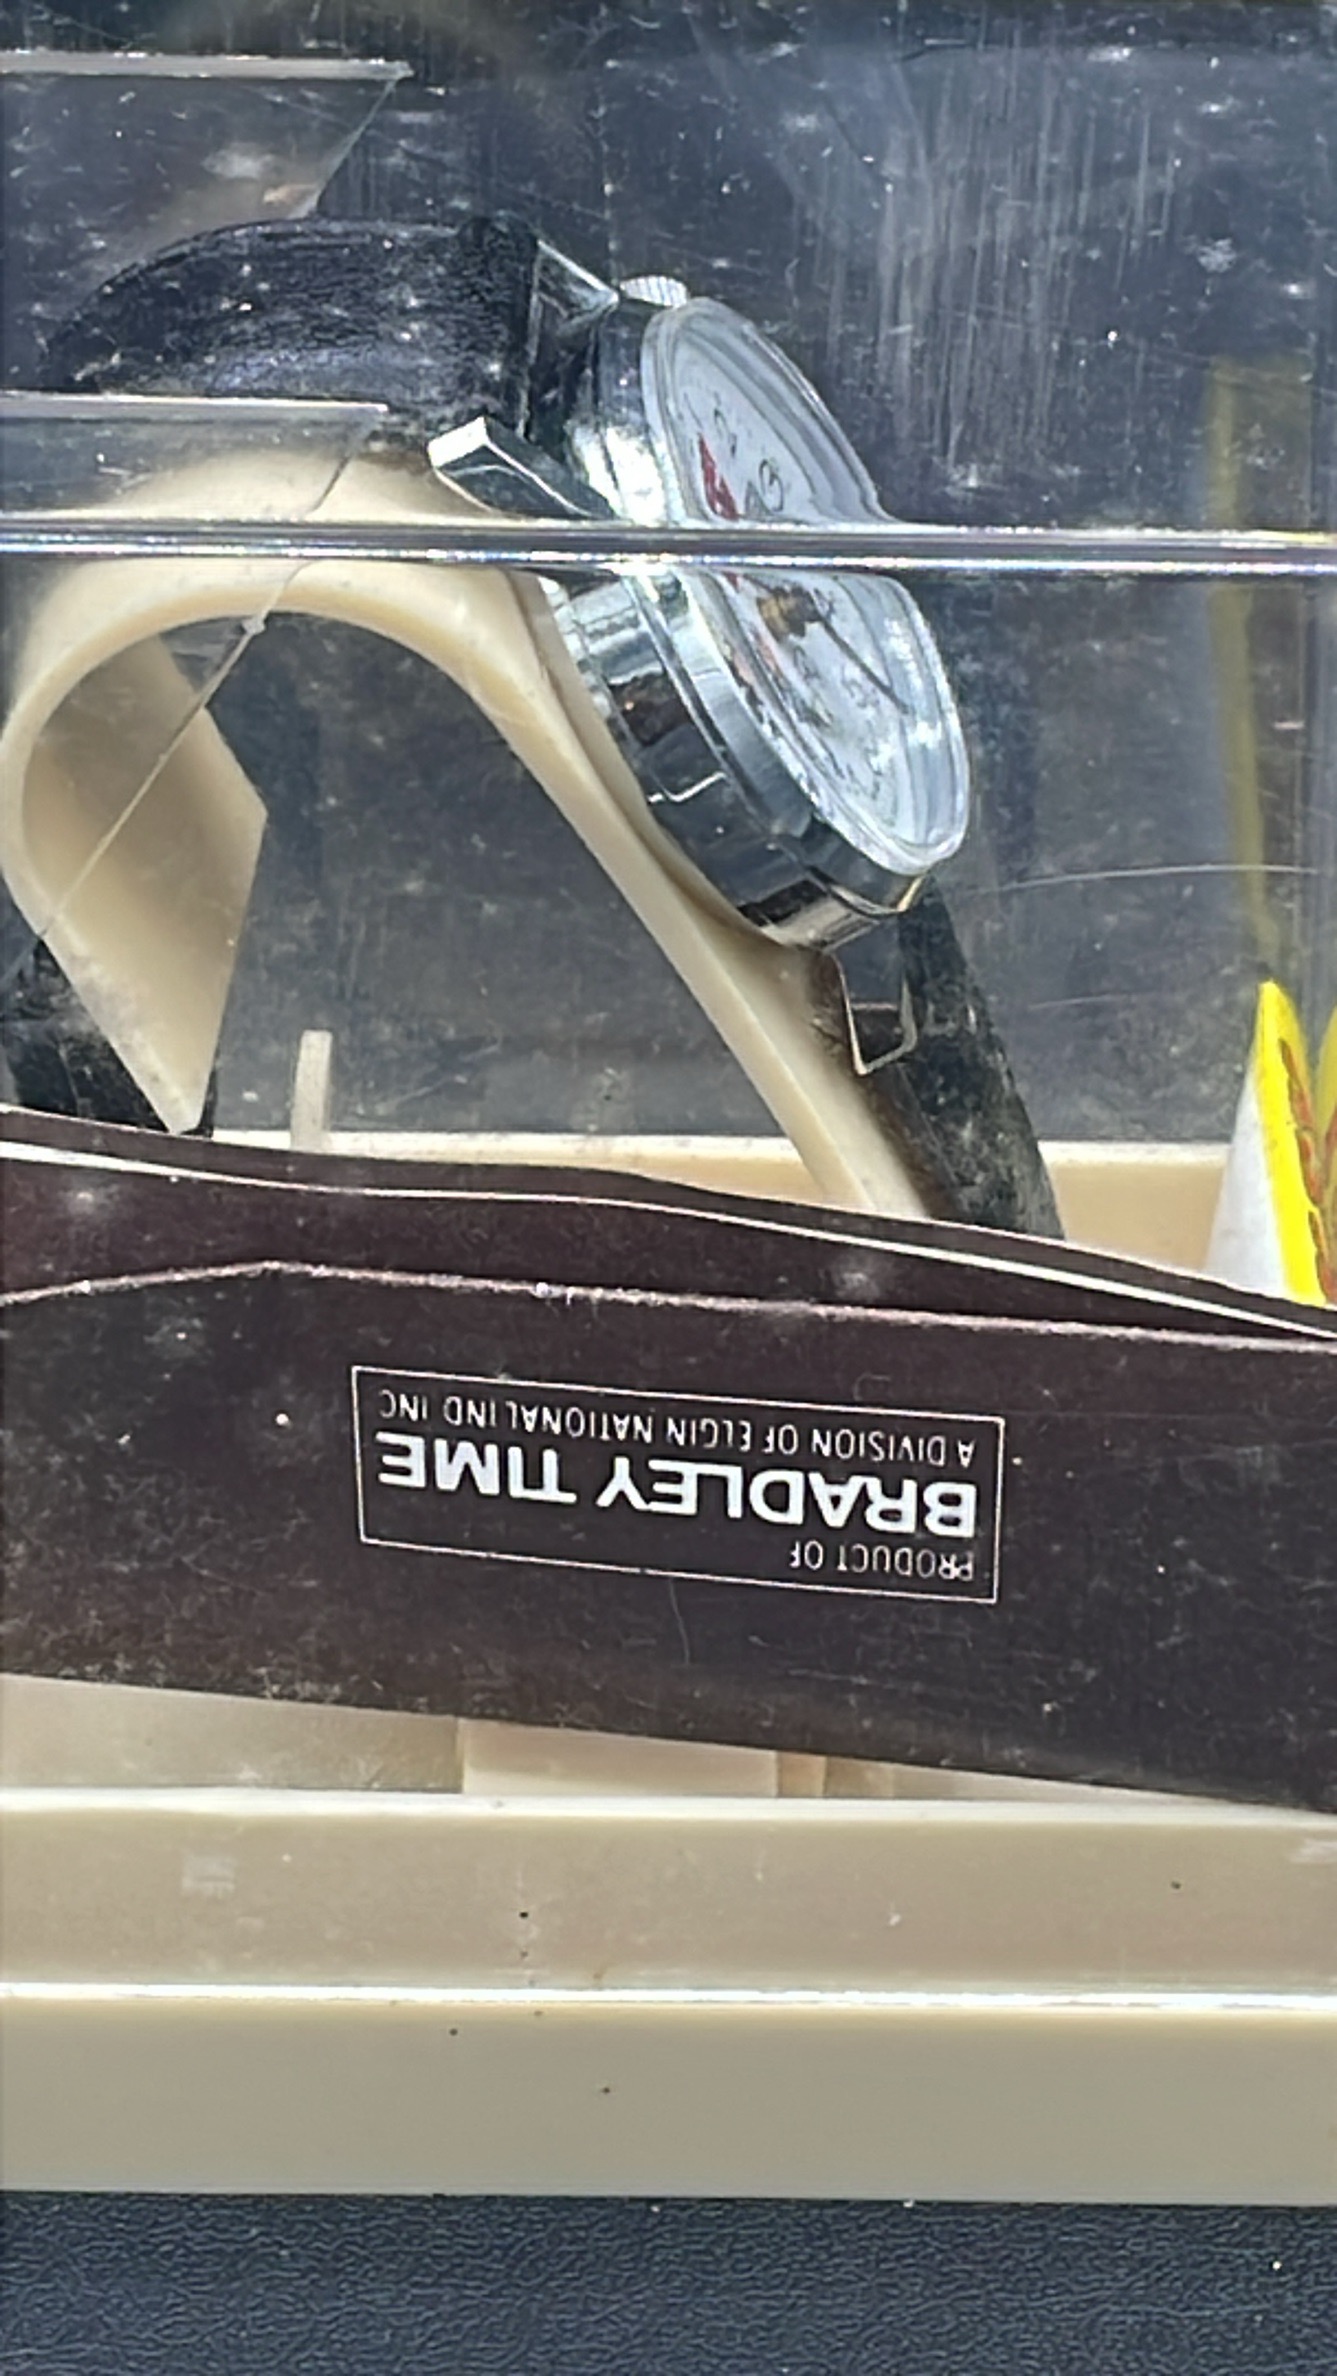 PRODUCT OF
BRADLEY TIME
A DIVISION OF ELGIN NATIONAL IND INC